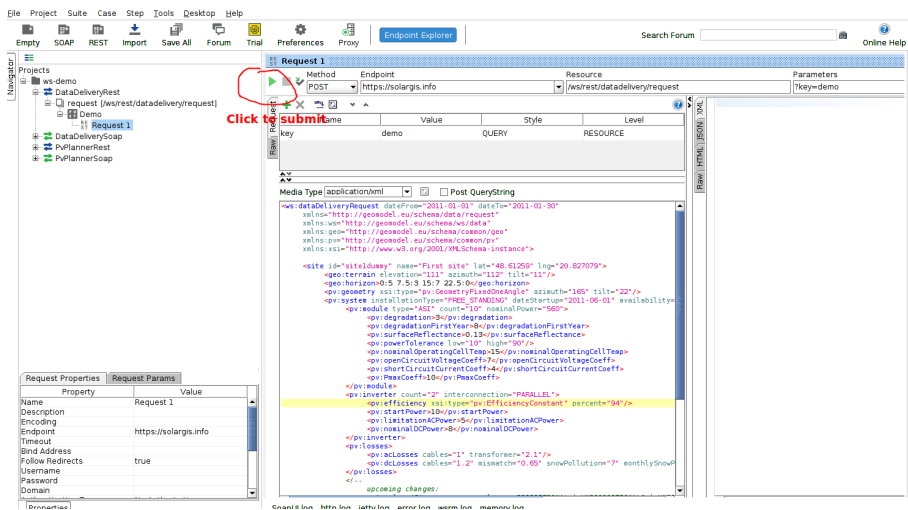 File Project Suite Case Step Tools Desktop Help
Empty SOAP REST Import Save All Forum Trial Preferences Proxy Endpoint Explorer Search Forum Online Help
Navigator
Projects
ws-demo
DataDeliveryRest
request [/ws/rest/datadelivery/request]
Demo
Request 1
DataDeliverySoap
PvPlannerRest
PvPlannerSoap
Request 1
Method Endpoint Resource Parameters
POST https://solargis.info /ws/rest/datadelivery/request ?key=demo
Click to submit
Request
Raw
Name Value Style Level
key demo QUERY RESOURCE
Media Type application/xml Post QueryString
<ws:dataDeliveryRequest dateFrom="2011-01-01" dateTo="2011-01-30"
xmlns="http://geomodel.eu/schema/data/request"
xmlns:ws="http://geomodel.eu/schema/ws/data"
xmlns:geo="http://geomodel.eu/schema/common/geo"
xmlns:pv="http://geomodel.eu/schema/common/pv"
xmlns:xsi="http://www.w3.org/2001/XMLSchema-instance">
<site id="site1dummy" name="First site" lat="48.61259" lng="20.827079">
<geo:terrain elevation="111" azimuth="112" tilt="11"/>
<geo:horizon>0:5 7.5:3 15:7 22.5:0</geo:horizon>
<pv:geometry xsi:type="pv:GeometryFixedOneAngle" azimuth="165" tilt="22"/>
<pv:system installationType="FREE_STANDING" dateStartup="2011-06-01" availability=
<pv:module type="ASI" count="10" nominalPower="560">
<pv:degradation>3</pv:degradation>
<pv:degradationFirstYear>8</pv:degradationFirstYear>
<pv:surfaceReflectance>0.13</pv:surfaceReflectance>
<pv:powerTolerance low="10" high="90"/>
<pv:nominalOperatingCellTemp>15</pv:nominalOperatingCellTemp>
<pv:openCircuitVoltageCoeff>7</pv:openCircuitVoltageCoeff>
<pv:shortCircuitCurrentCoeff>4</pv:shortCircuitCurrentCoeff>
<pv:PmaxCoeff>10</pv:PmaxCoeff>
</pv:module>
<pv:inverter count="2" interconnection="PARALLEL">
<pv:efficiency xsi:type="pv:EfficiencyConstant" percent="94"/>
<pv:startPower>10</pv:startPower>
<pv:limitationACPower>5</pv:limitationACPower>
<pv:nominalDCPower>8</pv:nominalDCPower>
</pv:inverter>
<pv:losses>
<pv:acLosses cables="1" transformer="2.1"/>
<pv:dcLosses cables="1.2" mismatch="0.65" snowPollution="7" monthlySnowP
</pv:losses>
<!--
upcoming changes:
XML
JSON
HTML
Raw
Request Properties Request Params
Property Value
Name Request 1
Description
Encoding
Endpoint https://solargis.info
Timeout
Bind Address
Follow Redirects true
Username
Password
Domain
Properties
SoapUI log http log jetty log error log wsrm log memory log